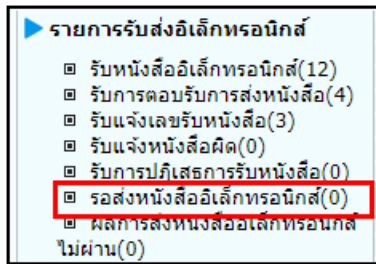 รายการรับส่งอิเล็กทรอนิกส์
รับหนังสืออิเล็กทรอนิกส์(12)
รับการตอบรับการส่งหนังสือ(4)
รับแจ้งเลขรับหนังสือ(3)
รับแจ้งหนังสือผิด(0)
รับการปฏิเสธการรับหนังสือ(0)
รอส่งหนังสืออิเล็กทรอนิกส์(0)
ผลการส่งหนังสืออิเล็กทรอนิกส์
ไม่ผ่าน(0)